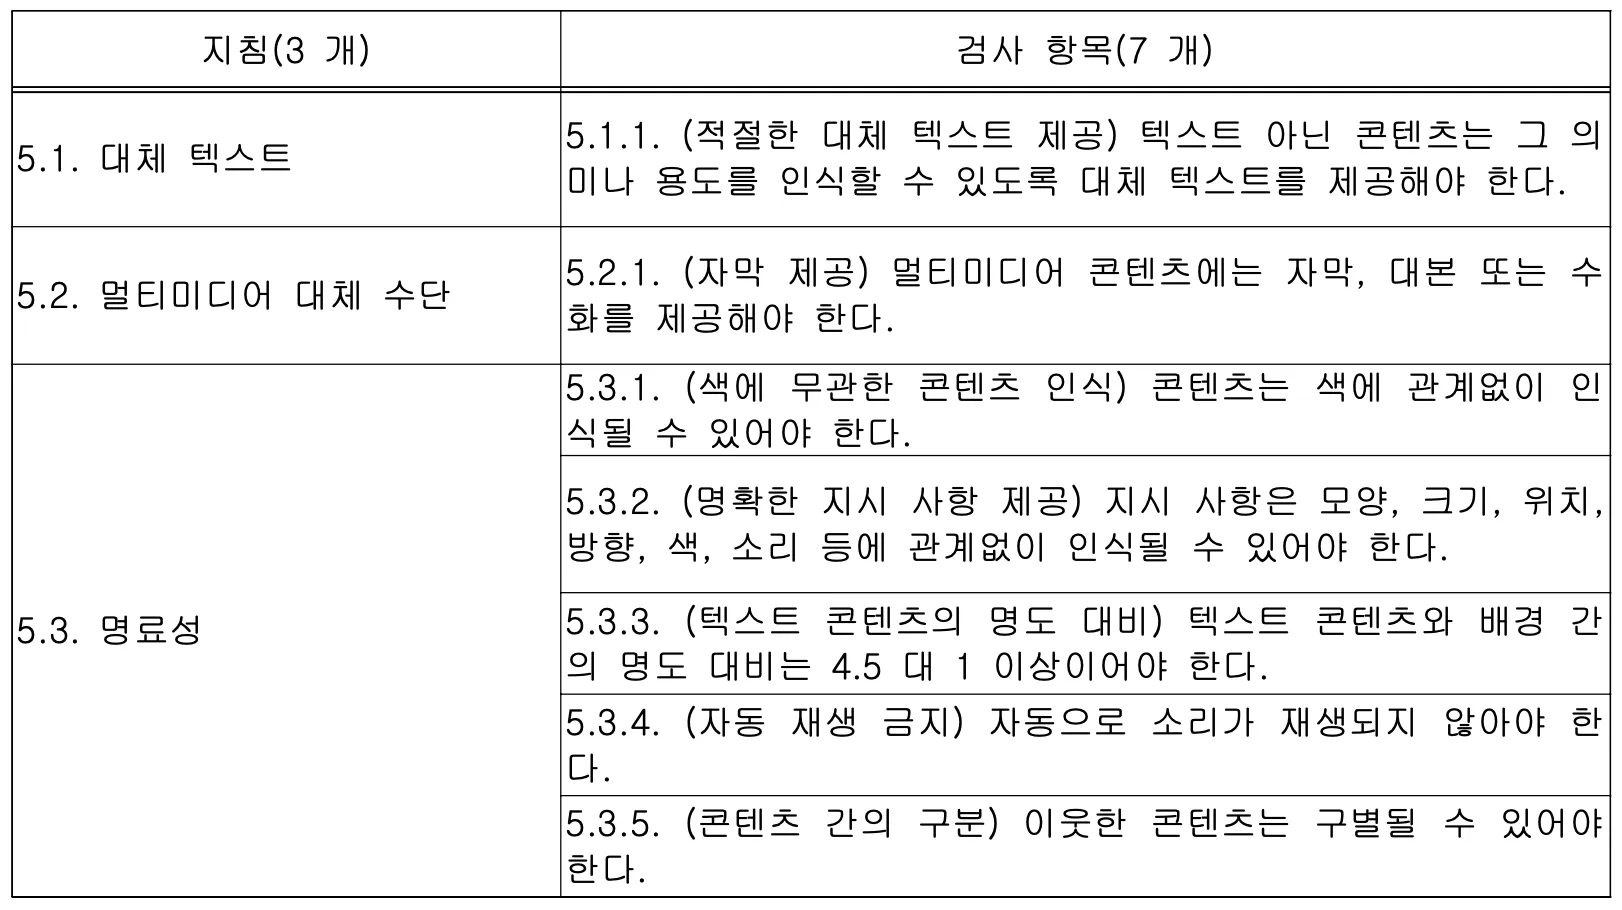 지침(3 개)
검사 항목(7 개)
5.1. 대체 텍스트
5.1.1. (적절한 대체 텍스트 제공) 텍스트 아닌 콘텐츠는 그 의
미나 용도를 인식할 수 있도록 대체 텍스트를 제공해야 한다.
5.2. 멀티미디어 대체 수단
5.2.1. (자막 제공) 멀티미디어 콘텐츠에는 자막, 대본 또는 수
화를 제공해야 한다.
5.3. 명료성
5.3.1. (색에 무관한 콘텐츠 인식) 콘텐츠는 색에 관계없이 인
식될 수 있어야 한다.
5.3.2. (명확한 지시 사항 제공) 지시 사항은 모양, 크기, 위치,
방향, 색, 소리 등에 관계없이 인식될 수 있어야 한다.
5.3.3. (텍스트 콘텐츠의 명도 대비) 텍스트 콘텐츠와 배경 간
의 명도 대비는 4.5 대 1 이상이어야 한다.
5.3.4. (자동 재생 금지) 자동으로 소리가 재생되지 않아야 한
다.
5.3.5. (콘텐츠 간의 구분) 이웃한 콘텐츠는 구별될 수 있어야
한다.